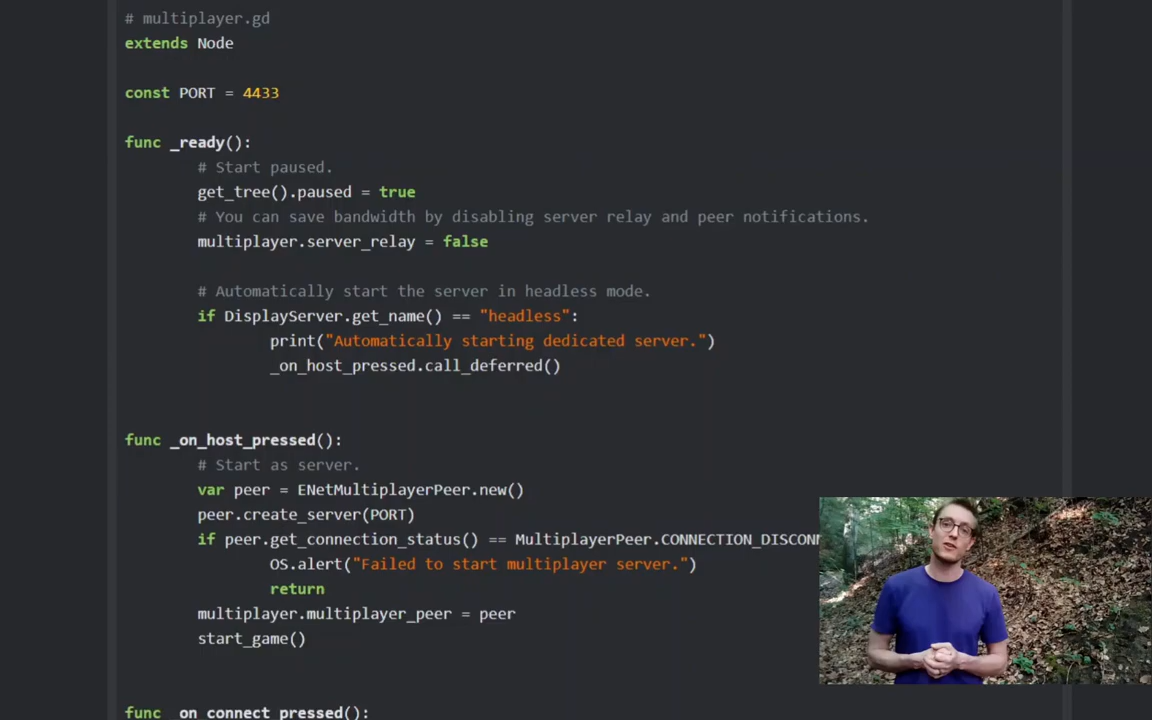 # multiplayer.gd
extends Node
const PORT = 4433
func _ready():
# Start paused.
get_tree().paused = true
# You can save bandwidth by disabling server relay and peer notifications.
multiplayer.server_relay = false
# Automatically start the server in headless mode.
if DisplayServer.get_name() == "headless":
print("Automatically starting dedicated server.")
_on_host_pressed.call_deferred()
func _on_host_pressed():
# Start as server.
var peer = ENetMultiplayerPeer.new()
peer.create_server(PORT)
if peer.get_connection_status() == MultiplayerPeer.CONNECTION_DISCONN
OS.alert("Failed to start multiplayer server.")
return
multiplayer.multiplayer_peer = peer
start_game()
func _on_connect_pressed():